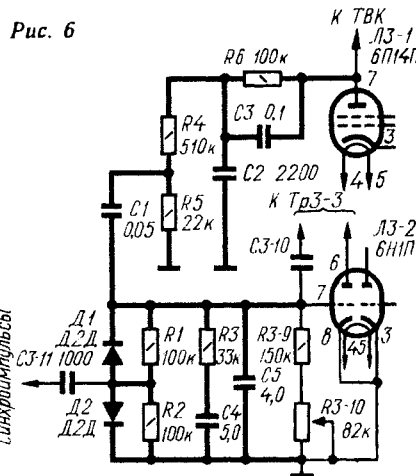 Рис. 6
К ТВК
Л3-1
6П14П
R6 100к
7
C3 0,1
3
R4
510к
C2 2200
4 5
C1
0,05
R5
22к
К Тр3-3
C3-10
Л3-2
6Н1П
6
7
Синхроимпульсы
Д1
Д2Д
R1
100к
R3
33к
R3-9
150к
8 4 5 3
C3-11 1000
C5
4,0
Д2
Д2Д
R2
100к
C4
5,0
R3-10
82к